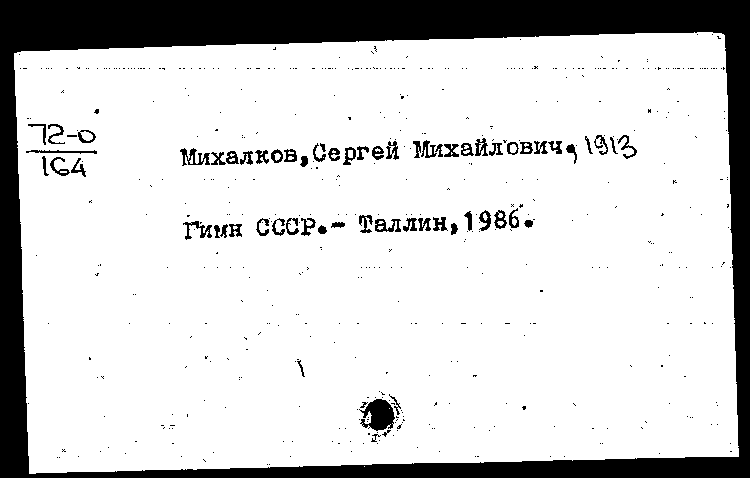 72-0
164
Михалков,Сергей Михайлович, 1913
Гимн СССР.- Таллин,1986.